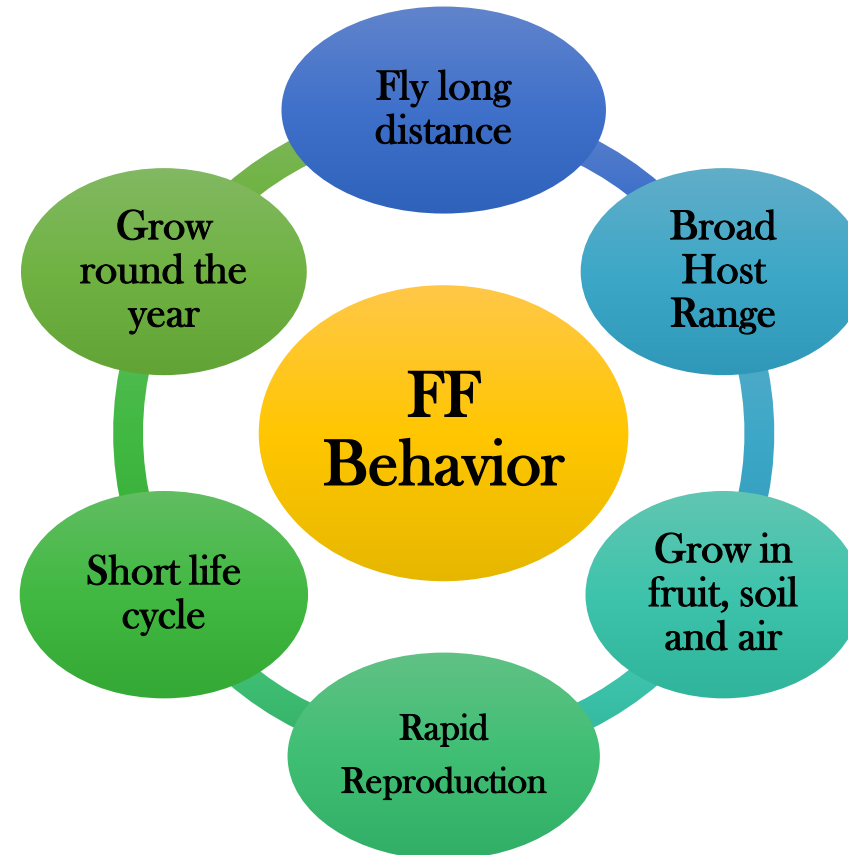 Fly long
distance
Broad
Host
Range
Grow in
fruit, soil
and air
Rapid
Reproduction
Short life
cycle
Grow
round the
year
FF
Behavior